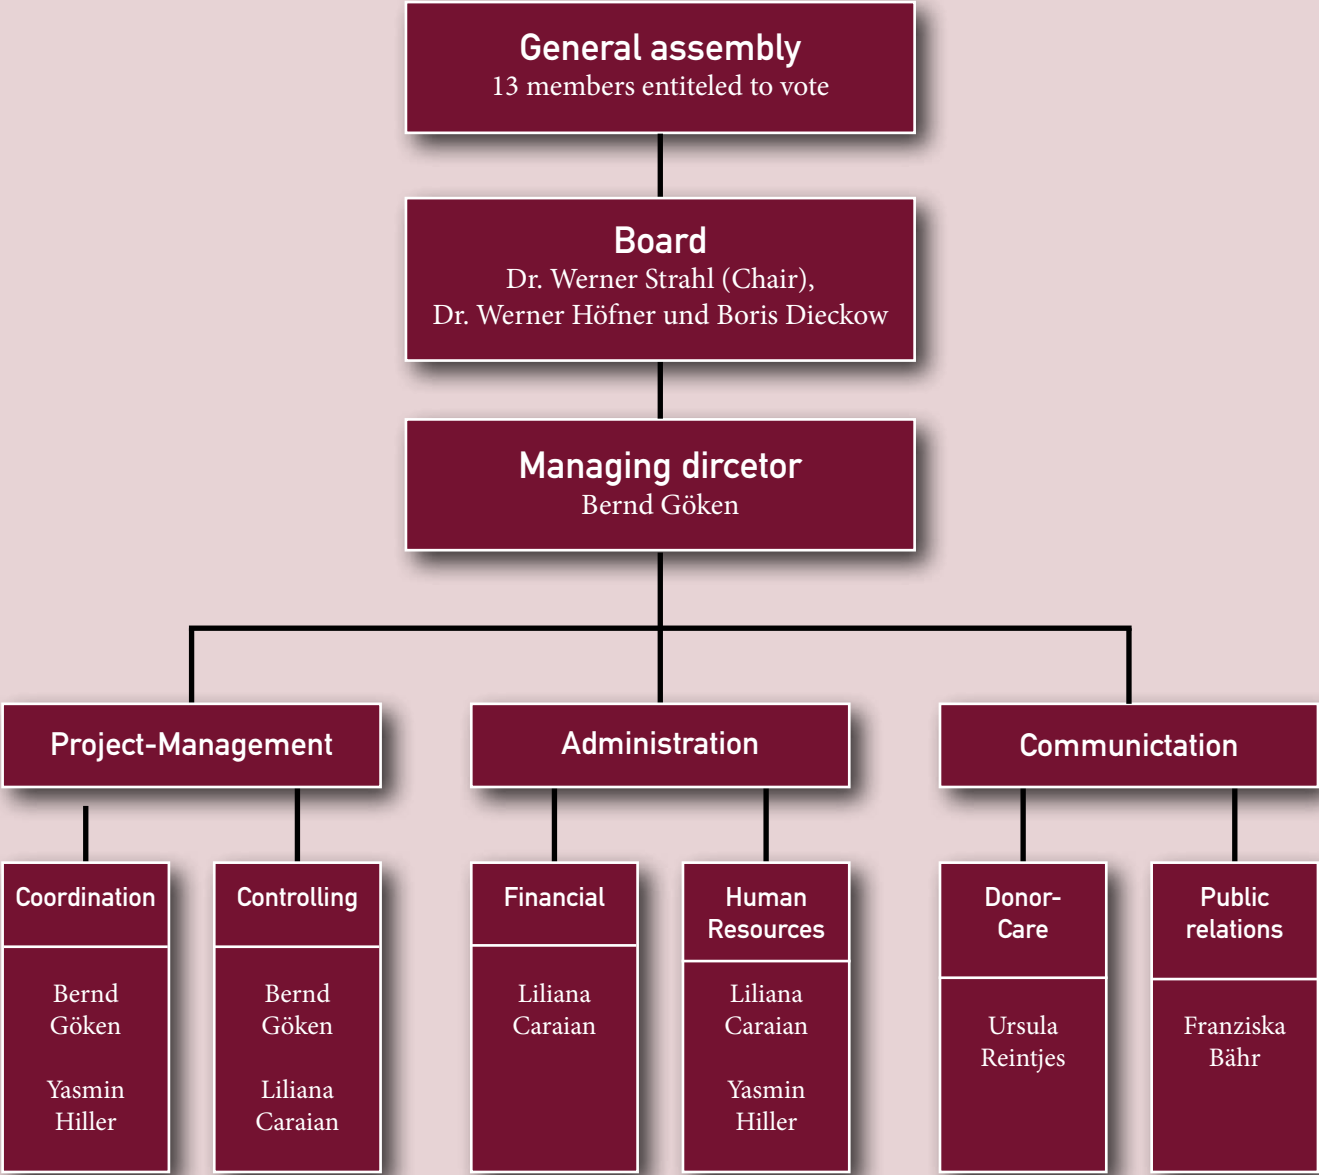 General assembly
13 members entiteled to vote
Board
Dr. Werner Strahl (Chair),
Dr. Werner Höfner und Boris Dieckow
Managing dircetor
Bernd Göken
Project-Management
Administration
Communictation
Coordination
Bernd
Göken
Yasmin
Hiller
Controlling
Bernd
Göken
Liliana
Caraian
Financial
Liliana
Caraian
Human
Resources
Liliana
Caraian
Yasmin
Hiller
Donor-
Care
Ursula
Reintjes
Public
relations
Franziska
Bähr